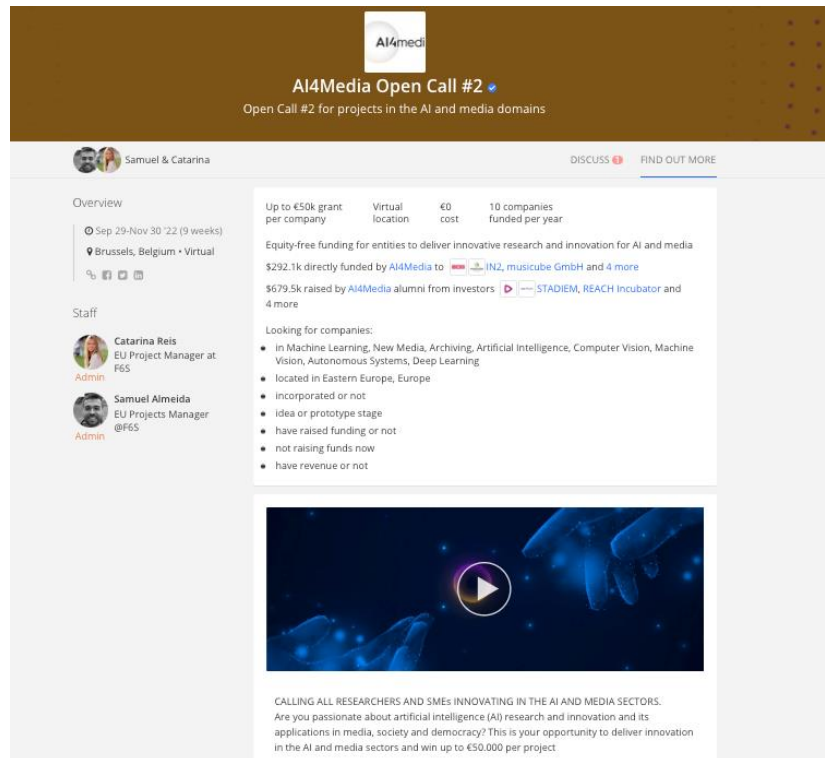 AI4medi
AI4Media Open Call #2
Open Call #2 for projects in the AI and media domains
Samuel & Catarina
DISCUSS 1
FIND OUT MORE
Overview
Sep 29-Nov 30 '22 (9 weeks)
Brussels, Belgium • Virtual
Staff
Catarina Reis
EU Project Manager at
F6S
Admin
Samuel Almeida
EU Projects Manager
@F6S
Admin
Up to €50k grant
per company
Virtual
location
€0
cost
10 companies
funded per year
Equity-free funding for entities to deliver innovative research and innovation for AI and media
$292.1k directly funded by AI4Media to IN2, musicube GmbH and 4 more
$679.5k raised by AI4Media alumni from investors STADIEM, REACH Incubator and
4 more
Looking for companies:
• in Machine Learning, New Media, Archiving, Artificial Intelligence, Computer Vision, Machine
Vision, Autonomous Systems, Deep Learning
• located in Eastern Europe, Europe
• incorporated or not
• idea or prototype stage
• have raised funding or not
• not raising funds now
• have revenue or not
CALLING ALL RESEARCHERS AND SMEs INNOVATING IN THE AI AND MEDIA SECTORS.
Are you passionate about artificial intelligence (AI) research and innovation and its
applications in media, society and democracy? This is your opportunity to deliver innovation
in the AI and media sectors and win up to €50.000 per project